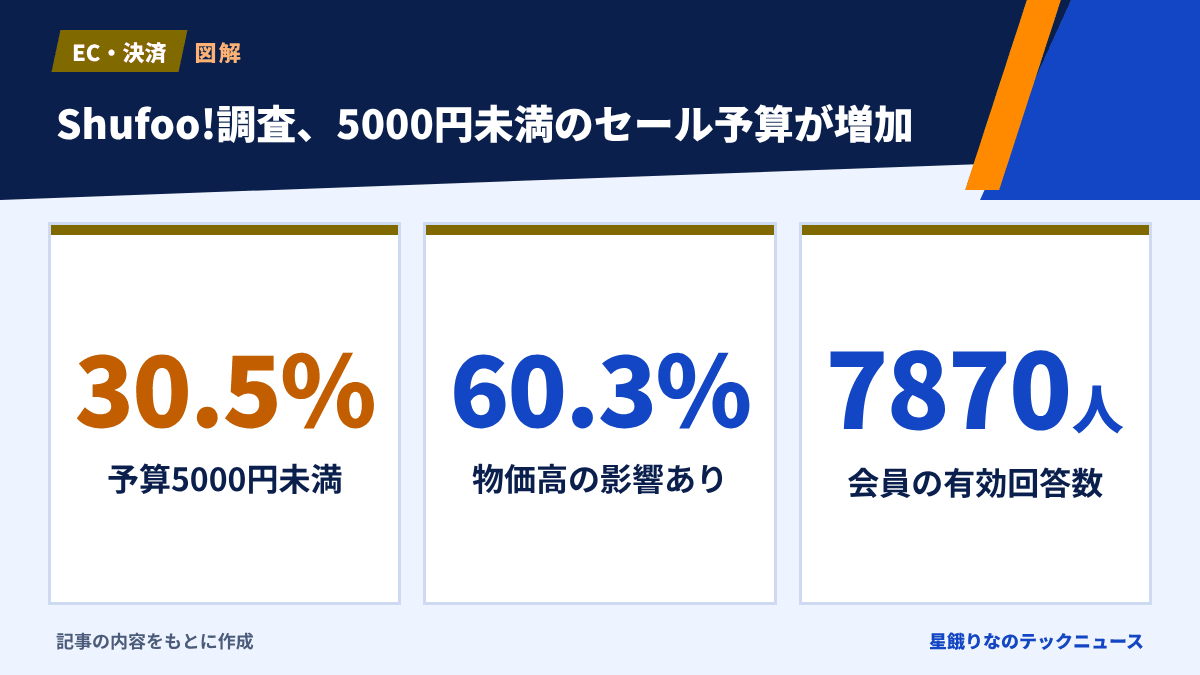 EC・決済 図解
Shufoo!調査、5000円未満のセール予算が増加
30.5%
予算5000円未満
60.3%
物価高の影響あり
7870人
会員の有効回答数
記事の内容をもとに作成
星餓りなのテックニュース